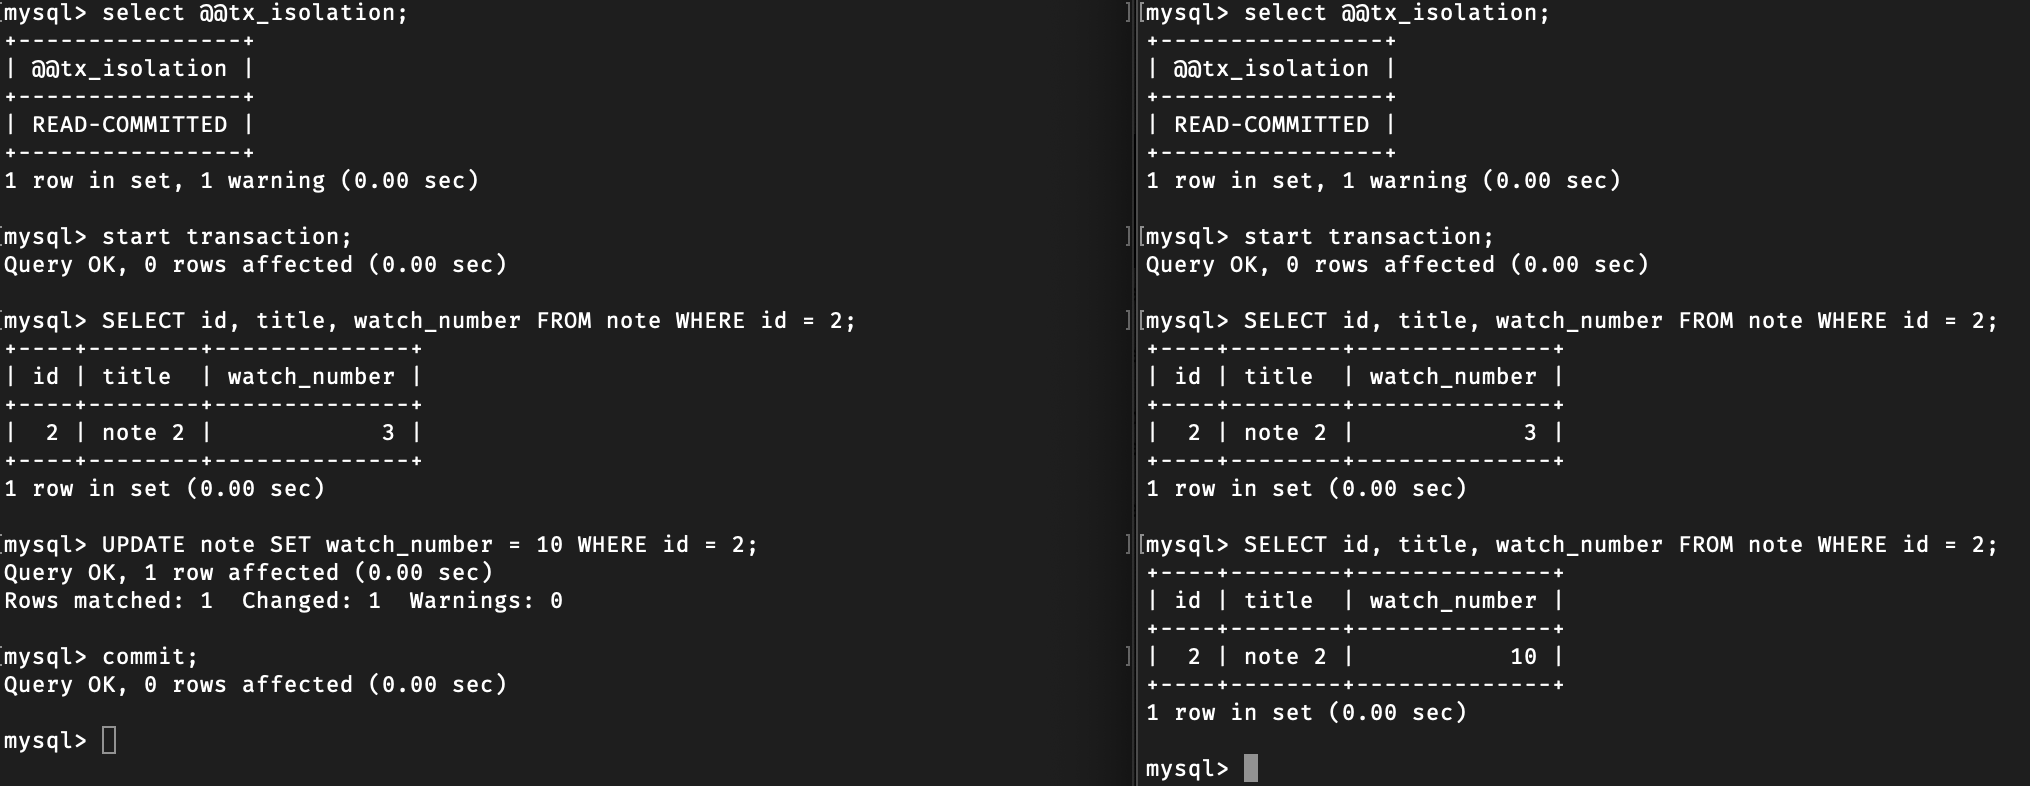 mysql> select @@tx_isolation;
+----------------+
| @@tx_isolation |
+----------------+
| READ-COMMITTED |
+----------------+
1 row in set, 1 warning (0.00 sec)

mysql> start transaction;
Query OK, 0 rows affected (0.00 sec)

mysql> SELECT id, title, watch_number FROM note WHERE id = 2;
+----+--------+--------------+
| id | title  | watch_number |
+----+--------+--------------+
|  2 | note 2 |            3 |
+----+--------+--------------+
1 row in set (0.00 sec)

mysql> UPDATE note SET watch_number = 10 WHERE id = 2;
Query OK, 1 row affected (0.00 sec)
Rows matched: 1  Changed: 1  Warnings: 0

mysql> commit;
Query OK, 0 rows affected (0.00 sec)

mysql>

mysql> select @@tx_isolation;
+----------------+
| @@tx_isolation |
+----------------+
| READ-COMMITTED |
+----------------+
1 row in set, 1 warning (0.00 sec)

mysql> start transaction;
Query OK, 0 rows affected (0.00 sec)

mysql> SELECT id, title, watch_number FROM note WHERE id = 2;
+----+--------+--------------+
| id | title  | watch_number |
+----+--------+--------------+
|  2 | note 2 |            3 |
+----+--------+--------------+
1 row in set (0.00 sec)

mysql> SELECT id, title, watch_number FROM note WHERE id = 2;
+----+--------+--------------+
| id | title  | watch_number |
+----+--------+--------------+
|  2 | note 2 |           10 |
+----+--------+--------------+
1 row in set (0.00 sec)

mysql>